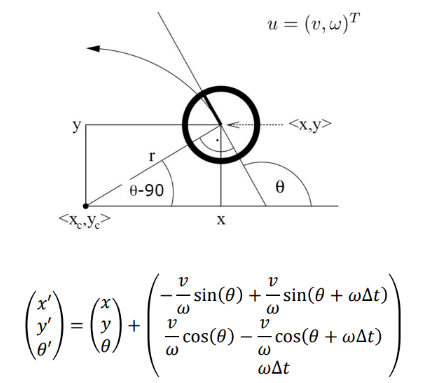 u = (v, ω)ᵀ
y
<x,y>
r
θ-90
θ
<x_c,y_c>
x
(x′ y′ θ′) = (x y θ) + (−v/ω sin(θ) + v/ω sin(θ + ωΔt)
v/ω cos(θ) − v/ω cos(θ + ωΔt)
ωΔt)